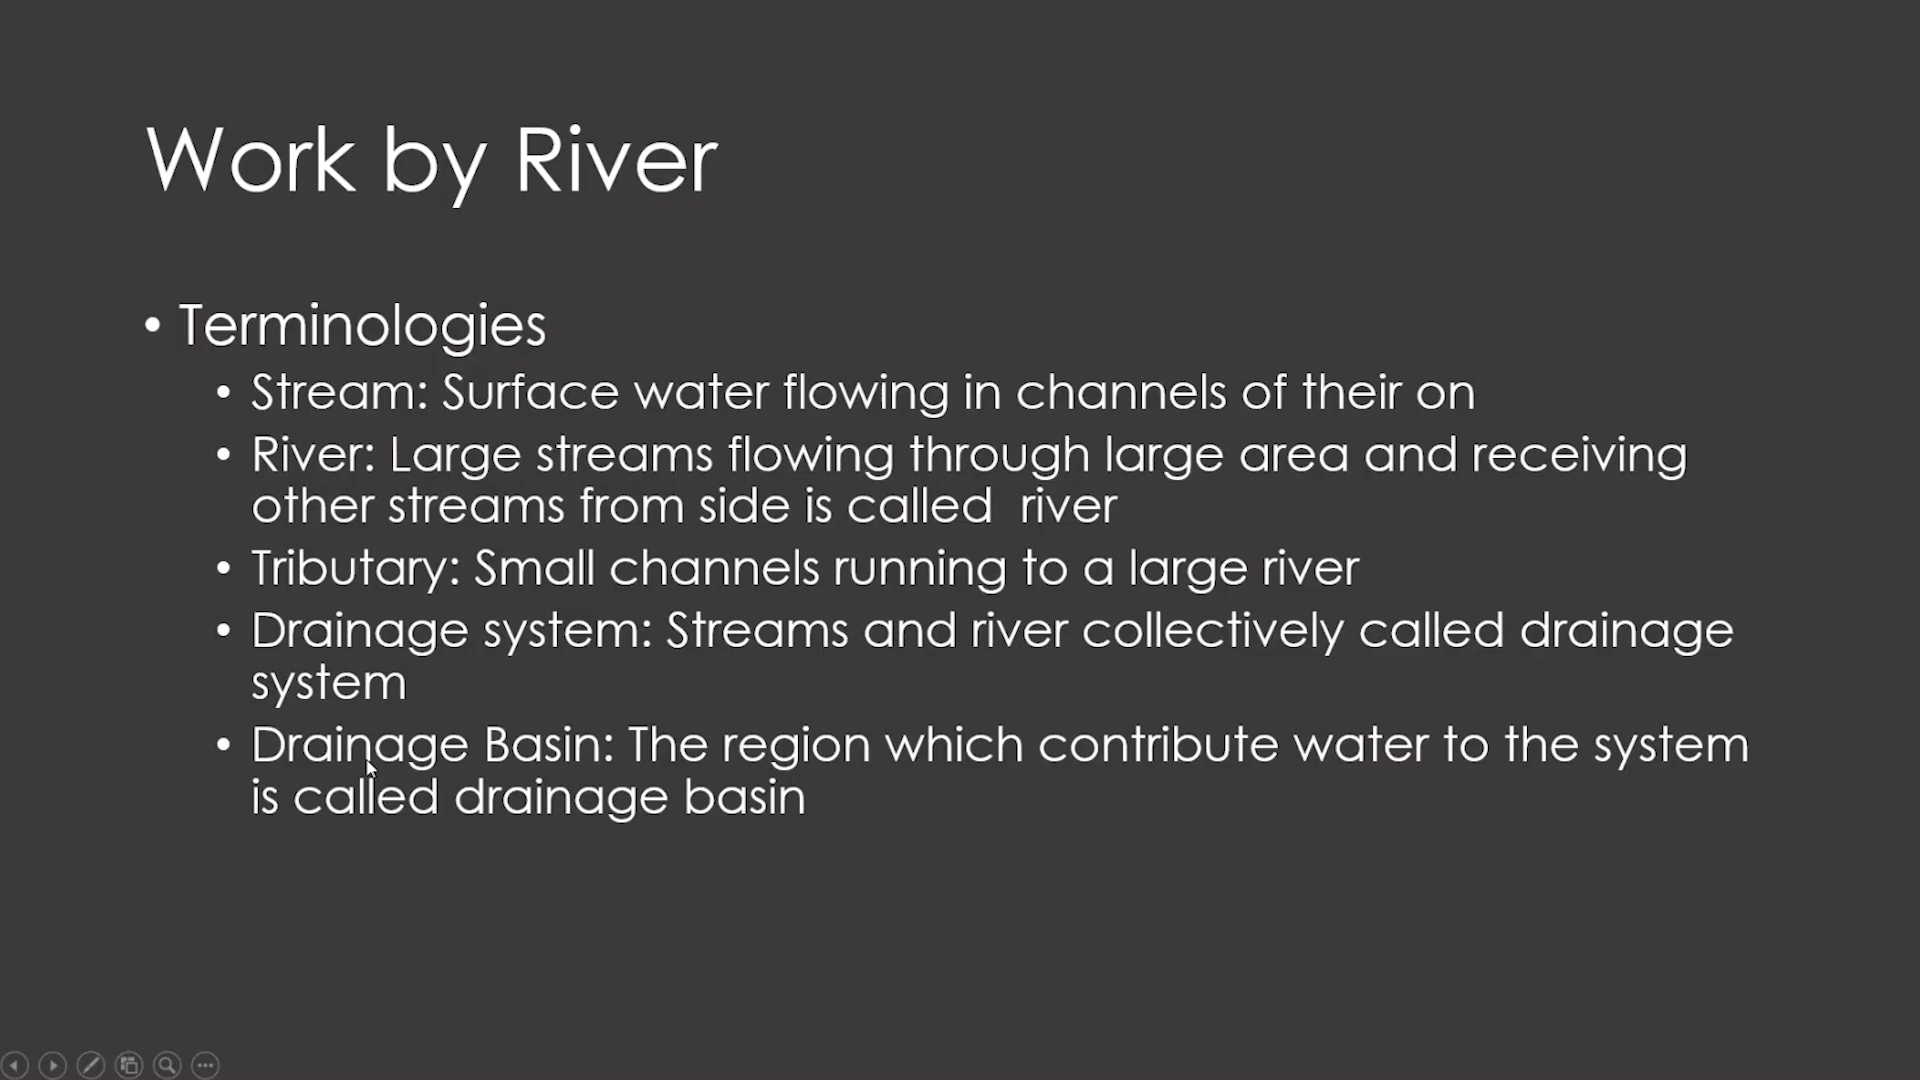 Work by River
• Terminologies
• Stream: Surface water flowing in channels of their on
• River: Large streams flowing through large area and receiving
other streams from side is called  river
• Tributary: Small channels running to a large river
• Drainage system: Streams and river collectively called drainage
system
• Drainage Basin: The region which contribute water to the system
is called drainage basin